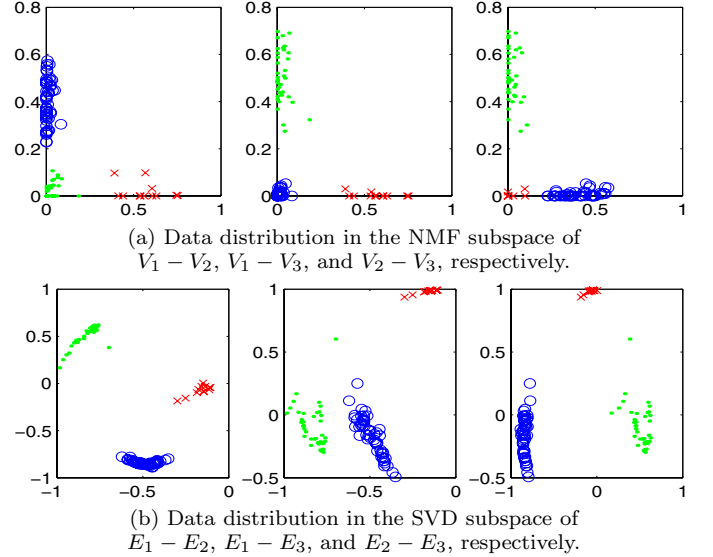 0.8
0.6
0.4
0.2
0
0 0.5 1
0.8
0.6
0.4
0.2
0
0 0.5 1
0.8
0.6
0.4
0.2
0
0 0.5 1
(a) Data distribution in the NMF subspace of
V1 − V2, V1 − V3, and V2 − V3, respectively.
1
0.5
0
−0.5
−1
−1 −0.5 0
1
0.5
0
−0.5
−1 −0.5 0
1
0.5
0
−0.5
−1 0 1
(b) Data distribution in the SVD subspace of
E1 − E2, E1 − E3, and E2 − E3, respectively.